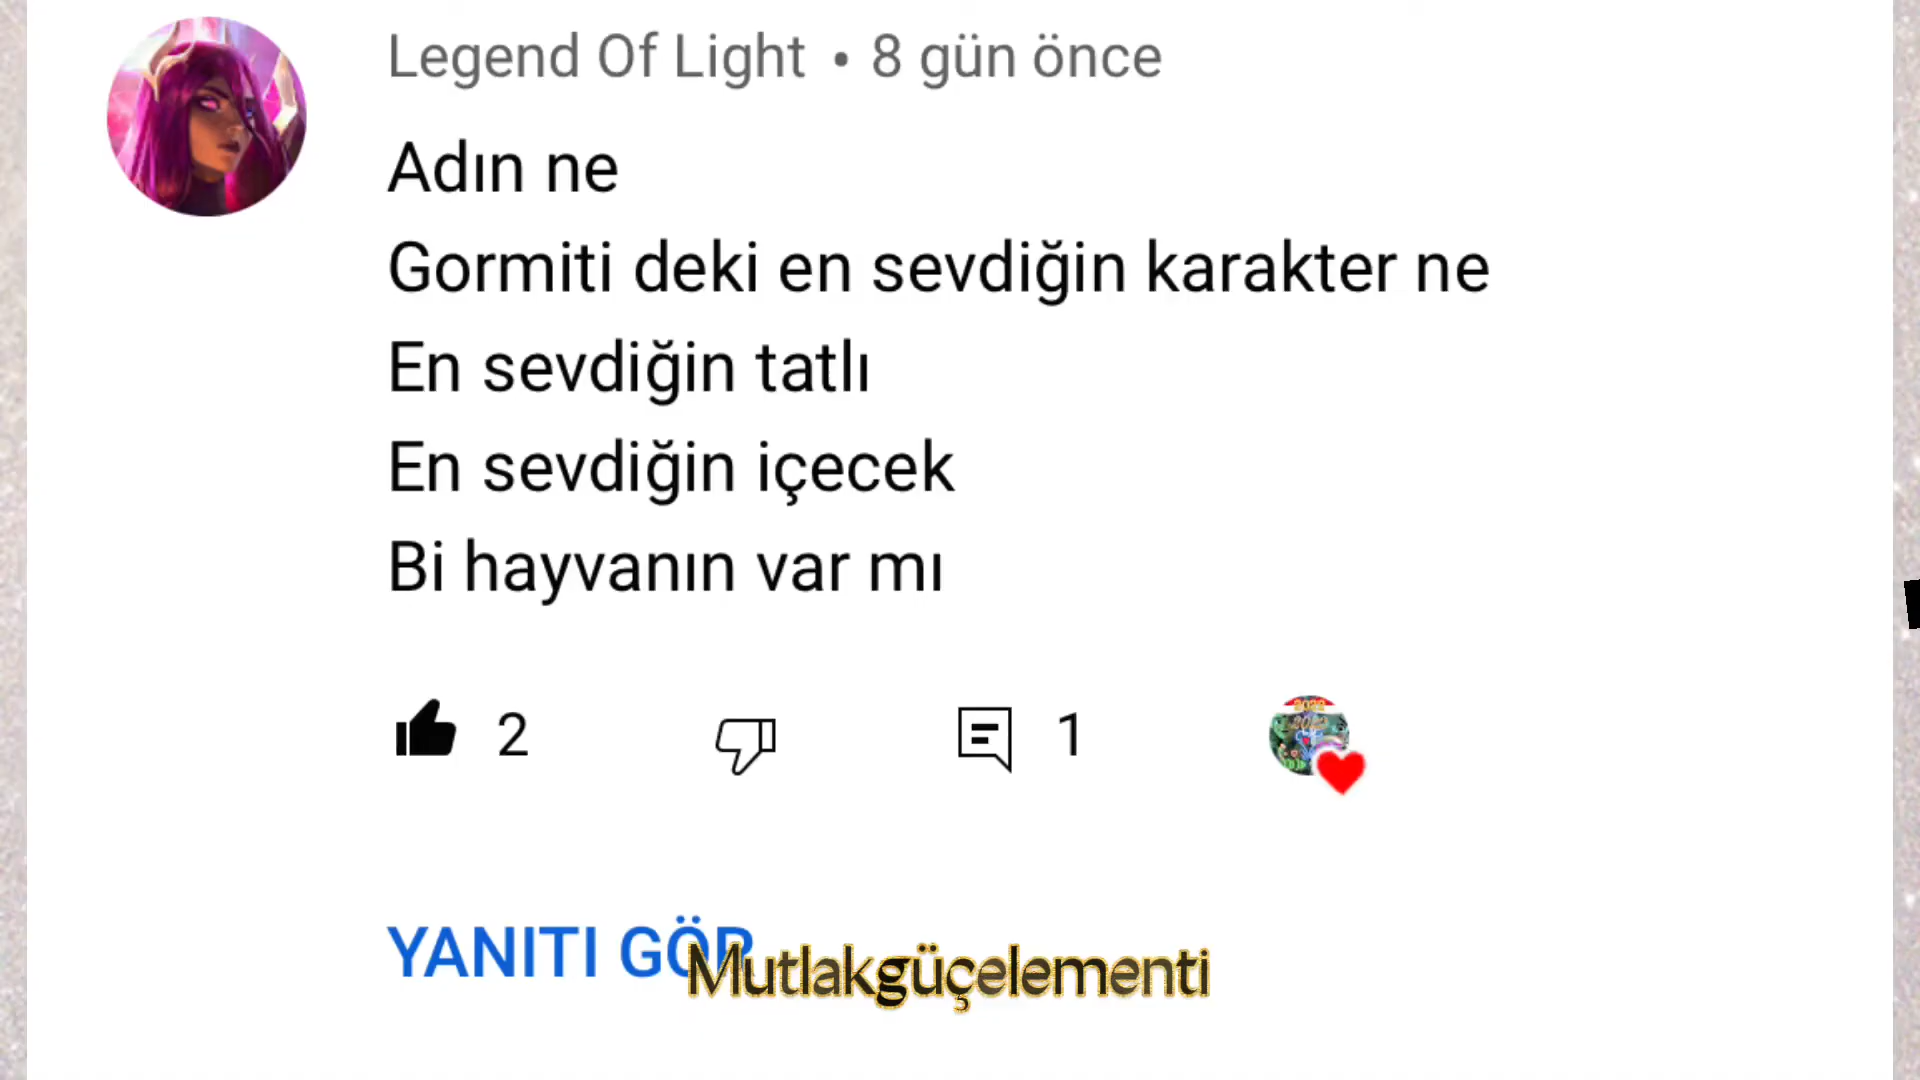 Legend Of Light • 8 gün önce
Adın ne
Gormiti deki en sevdiğin karakter ne
En sevdiğin tatlı
En sevdiğin içecek
Bi hayvanın var mı
2
1
YANITI GÖR
Mutlakgüçelementi